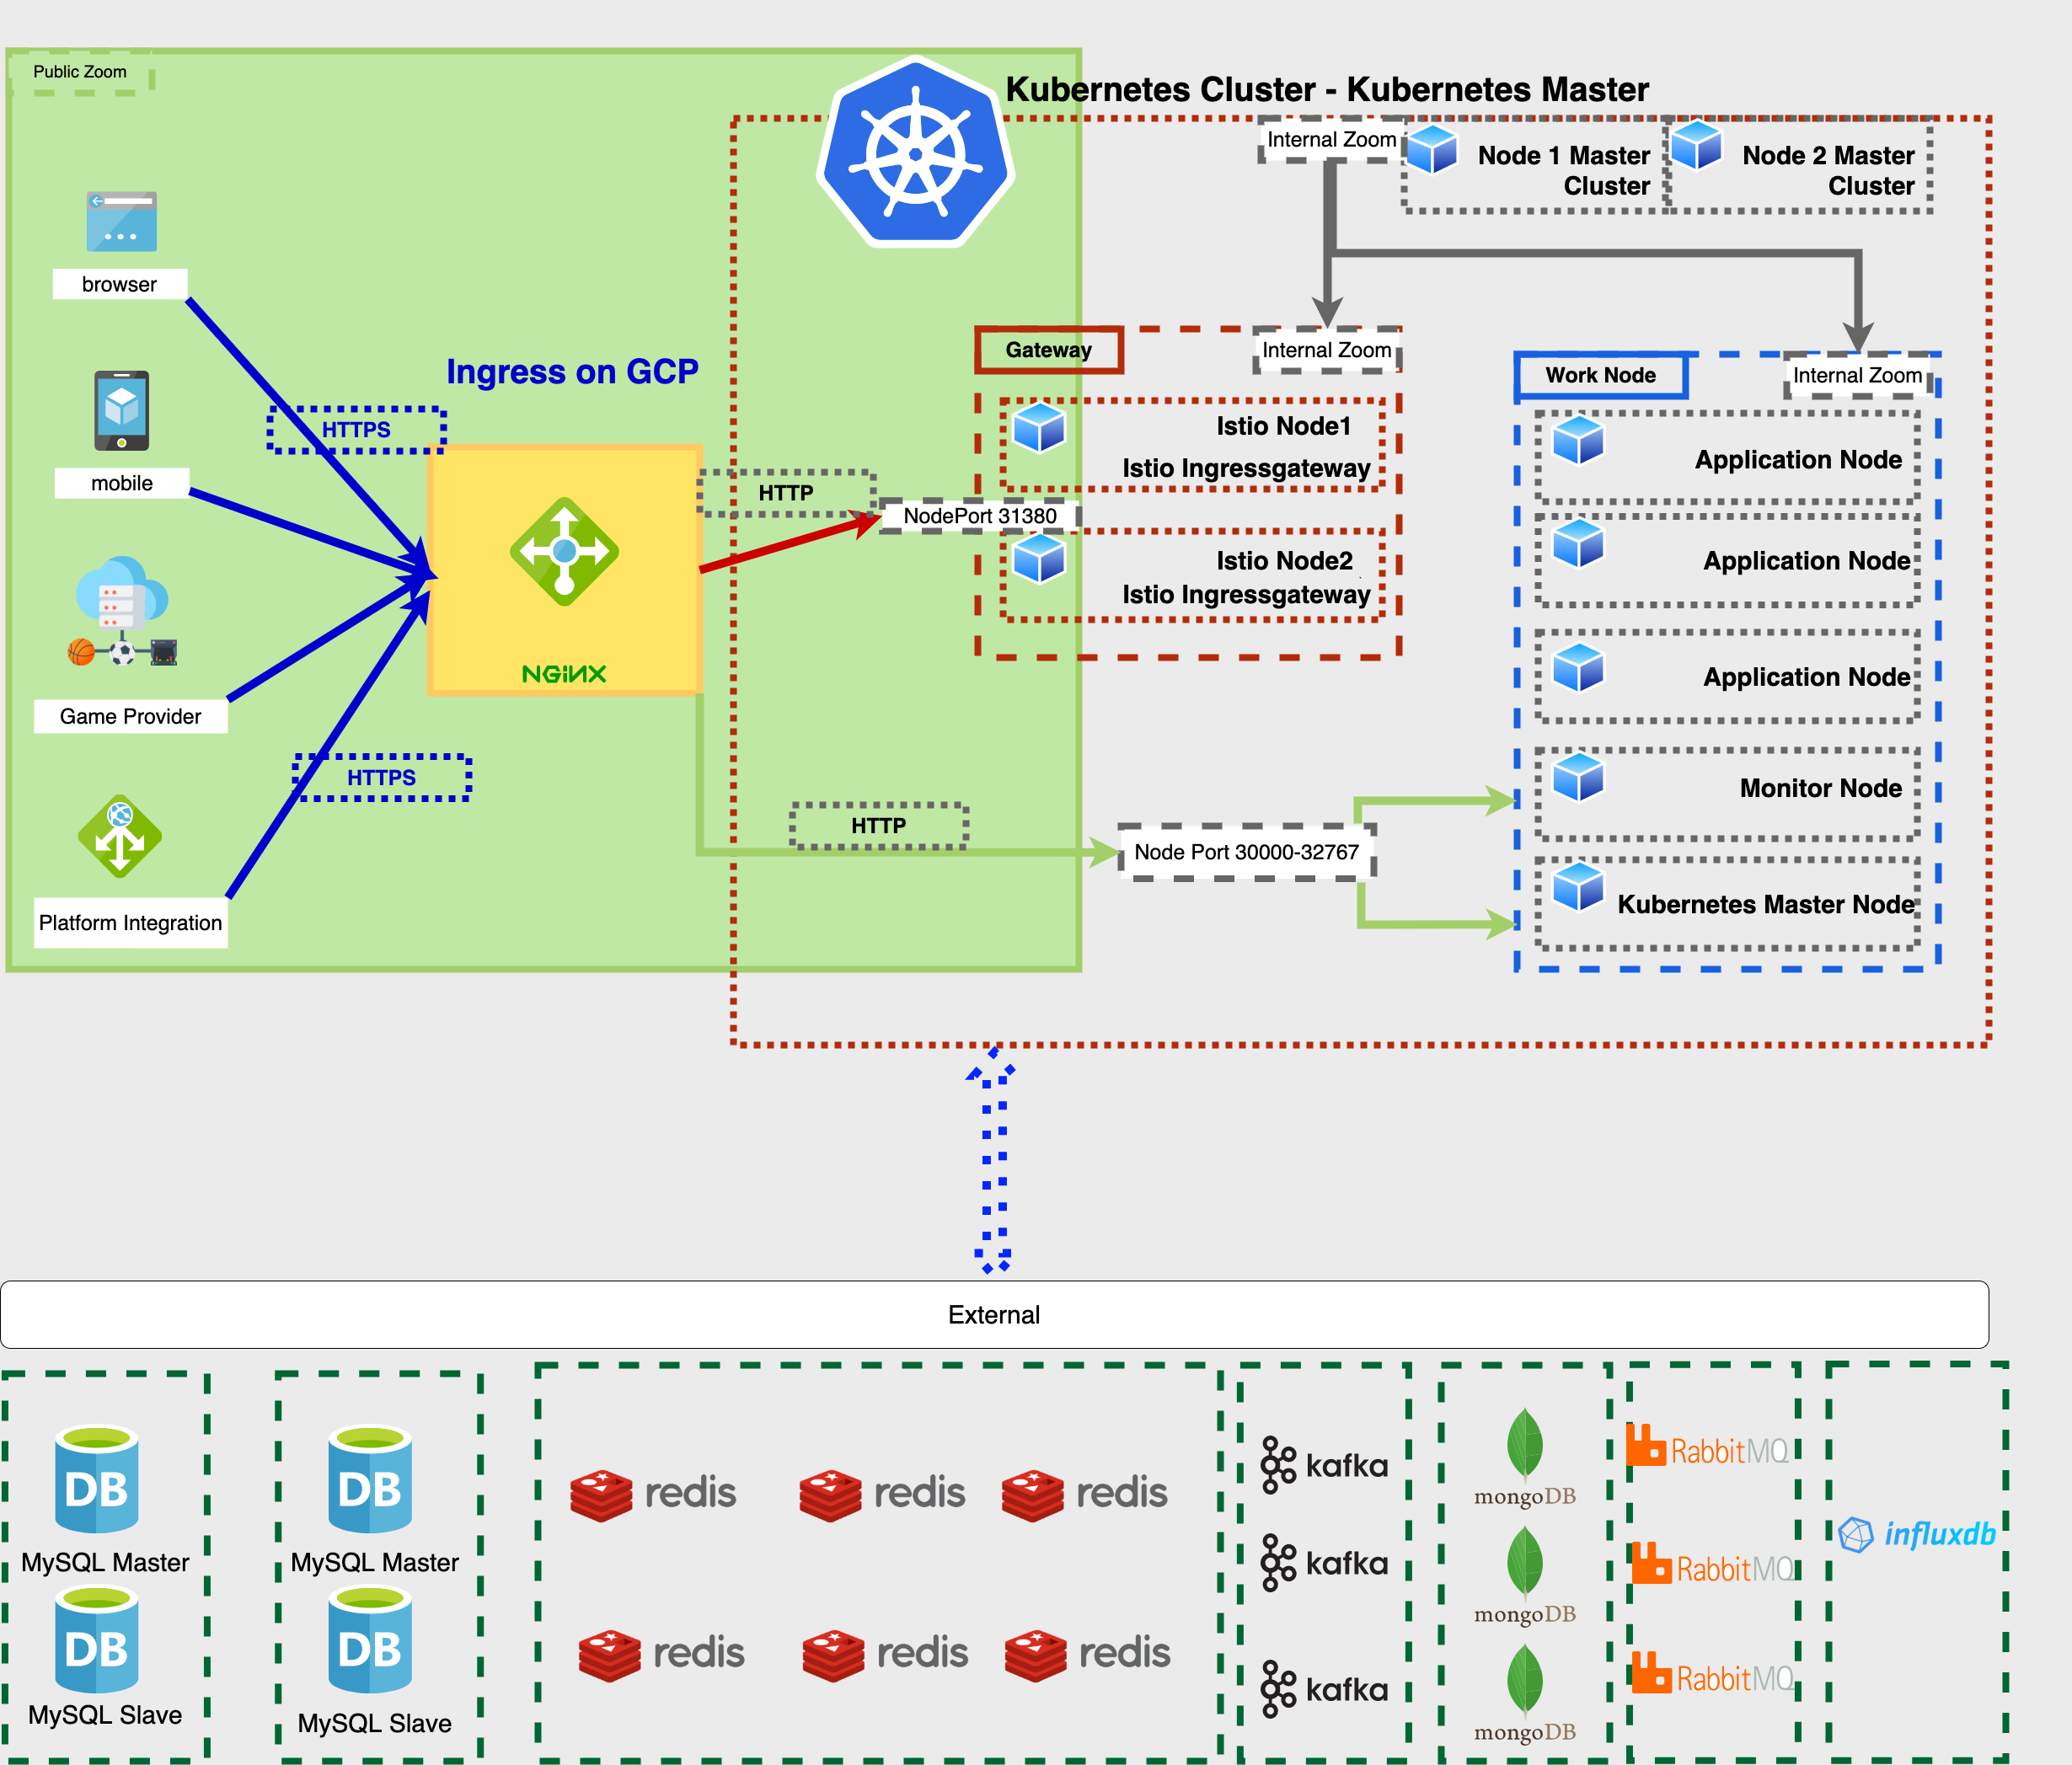 Public Zoom
Kubernetes Cluster - Kubernetes Master
Internal Zoom
Node 1 Master
Cluster
Node 2 Master
Cluster
browser
mobile
Game Provider
Platform Integration
HTTPS
HTTPS
Ingress on GCP
NGiNX
HTTP
NodePort 31380
HTTP
Node Port 30000-32767
Gateway
Internal Zoom
Istio Node1
Istio Ingressgateway
Istio Node2
Istio Ingressgateway
Work Node
Internal Zoom
Application Node
Application Node
Application Node
Monitor Node
Kubernetes Master Node
External
DB
MySQL Master
DB
MySQL Slave
DB
MySQL Master
DB
MySQL Slave
redis
redis
redis
redis
redis
redis
kafka
kafka
kafka
mongoDB
mongoDB
mongoDB
RabbitMQ
RabbitMQ
RabbitMQ
influxdb